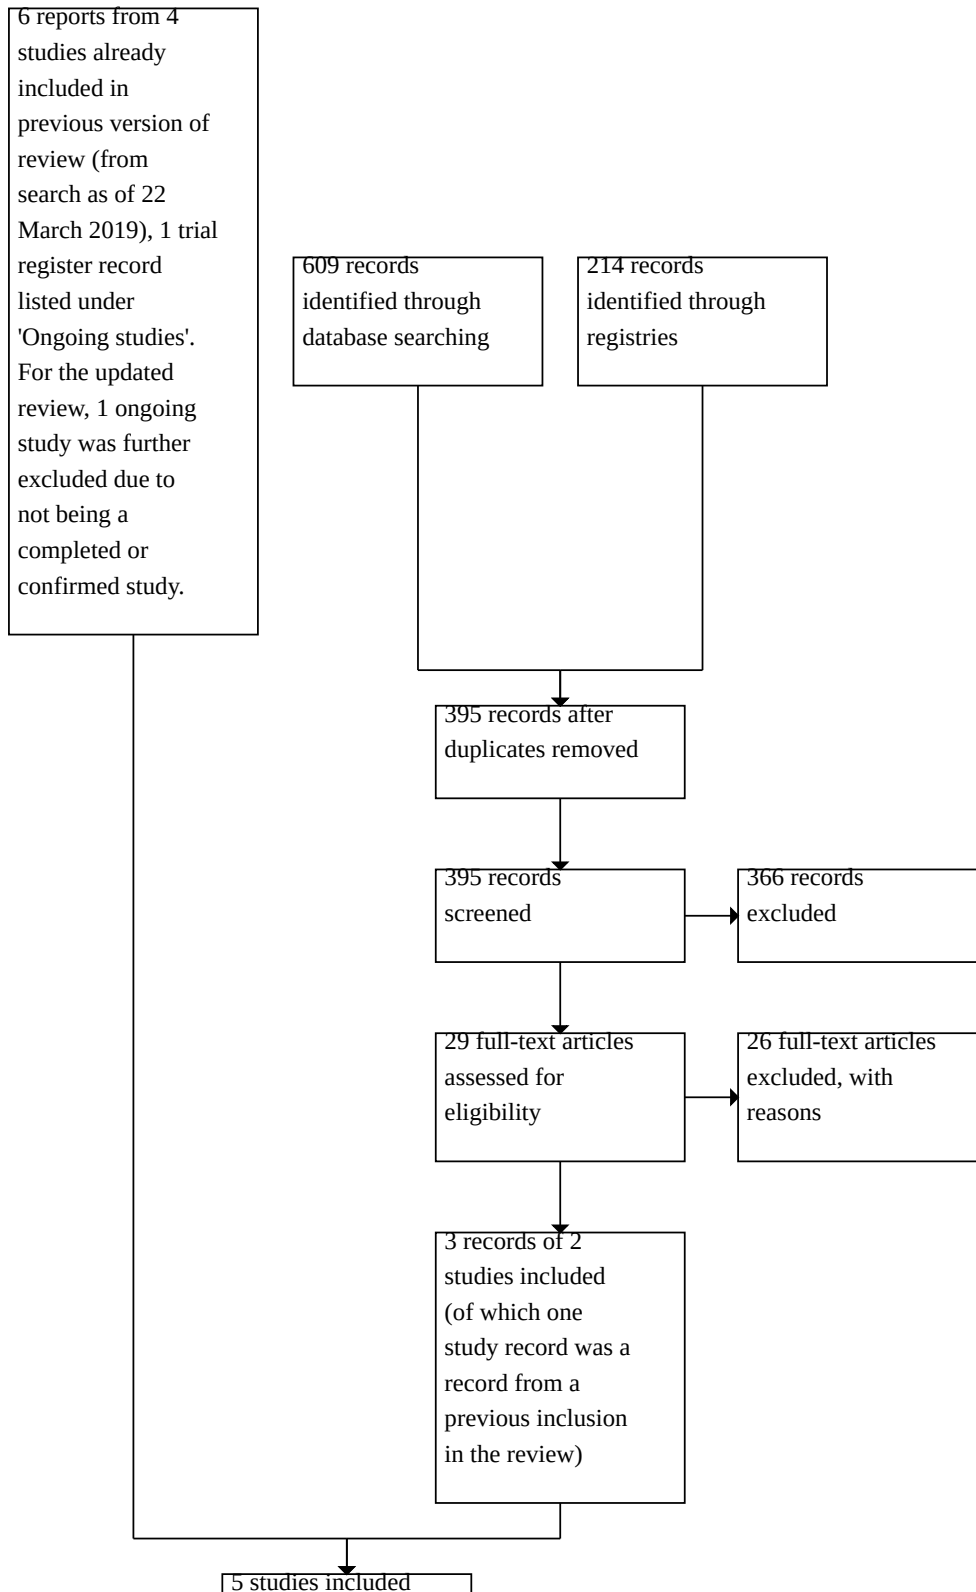 6 reports from 4
studies already
included in
previous version of
review (from
search as of 22
March 2019), 1 trial
register record
listed under
'Ongoing studies'.
For the updated
review, 1 ongoing
study was further
excluded due to
not being a
completed or
confirmed study.
609 records
identified through
database searching
214 records
identified through
registries
395 records after
duplicates removed
395 records
screened
366 records
excluded
29 full-text articles
assessed for
eligibility
26 full-text articles
excluded, with
reasons
3 records of 2
studies included
(of which one
study record was a
record from a
previous inclusion
in the review)
5 studies included